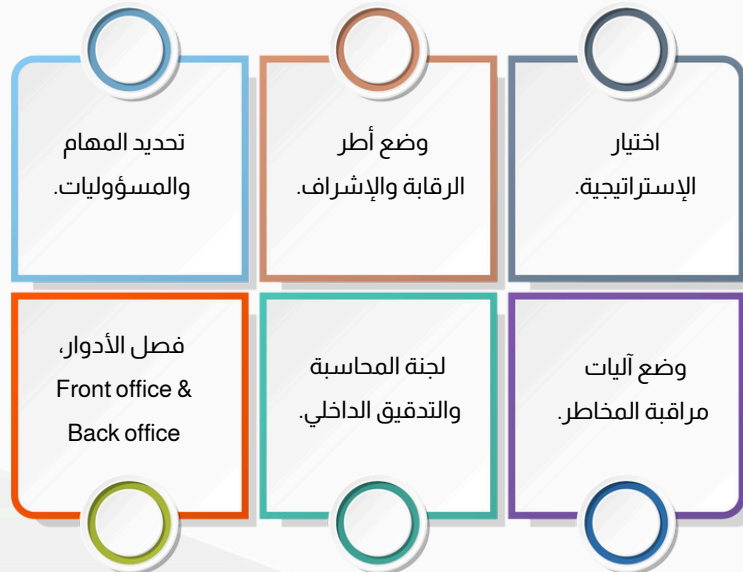 اختيار
الإستراتيجية.
وضع أطر
الرقابة والإشراف.
تحديد المهام
والمسؤوليات.
وضع آليات
مراقبة المخاطر.
لجنة المحاسبة
والتدقيق الداخلي.
فصل الأدوار،
Front office &
Back office